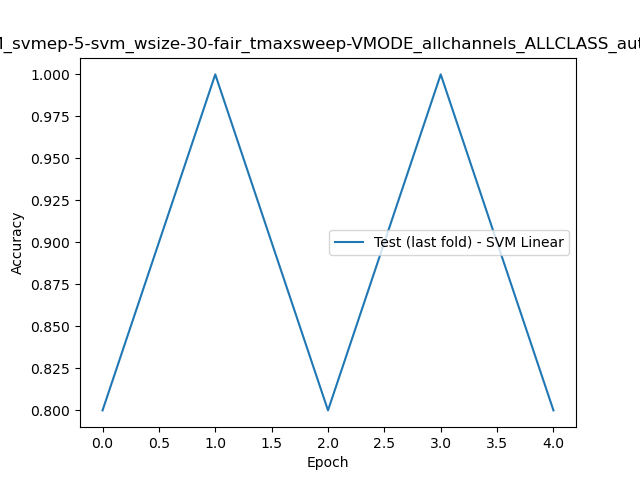 _svmep-5-svm_wsize-30-fair_tmaxsweep-VMODE_allchannels_ALLCLASS_
1.000
0.975
0.950
0.925
0.900
0.875
0.850
0.825
0.800
Accuracy
Test (last fold) - SVM Linear
0.0 0.5 1.0 1.5 2.0 2.5 3.0 3.5 4.0
Epoch